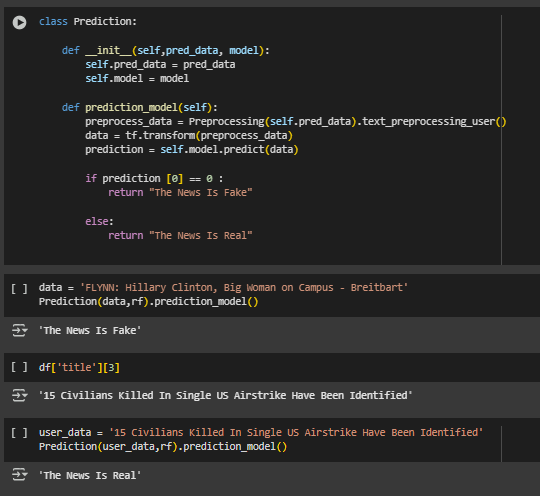 class Prediction:
def __init__(self,pred_data, model):
self.pred_data = pred_data
self.model = model
def prediction_model(self):
preprocess_data = Preprocessing(self.pred_data).text_preprocessing_user()
data = tf.transform(preprocess_data)
prediction = self.model.predict(data)
if prediction [0] == 0 :
return "The News Is Fake"
else:
return "The News Is Real"
[ ] data = 'FLYNN: Hillary Clinton, Big Woman on Campus - Breitbart'
Prediction(data,rf).prediction_model()
'The News Is Fake'
[ ] df['title'][3]
'15 Civilians Killed In Single US Airstrike Have Been Identified'
[ ] user_data = '15 Civilians Killed In Single US Airstrike Have Been Identified'
Prediction(user_data,rf).prediction_model()
'The News Is Real'